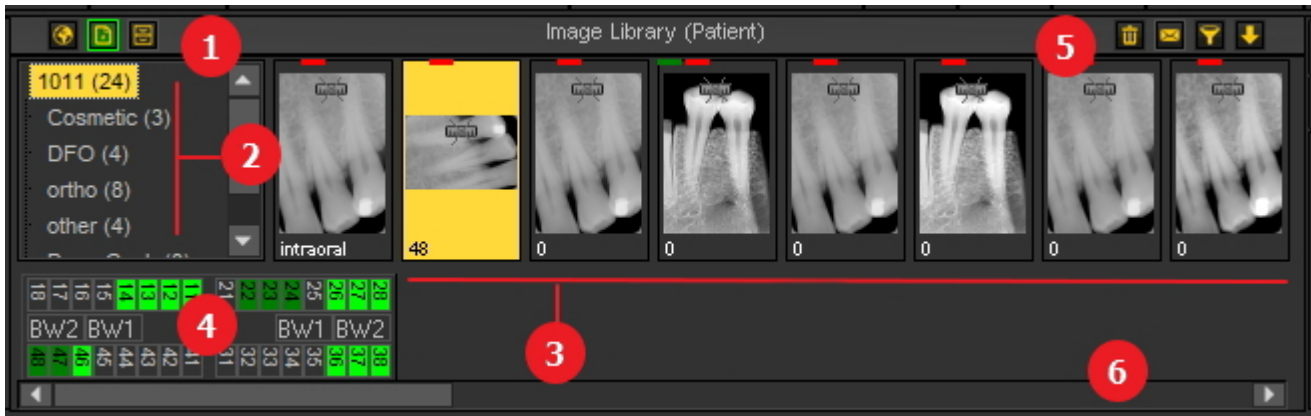 Image Library (Patient)
1
5
1011 (24)
Cosmetic (3)
DFO (4)
ortho (8)
other (4)
2
intraoral
48
0
0
0
0
0
0
18 17 16 15 14 13 12 11 21 22 23 24 25 26 27 28
BW2 BW1 BW1 BW2
4
48 47 46 45 44 43 42 41 31 32 33 34 35 36 37 38
3
6